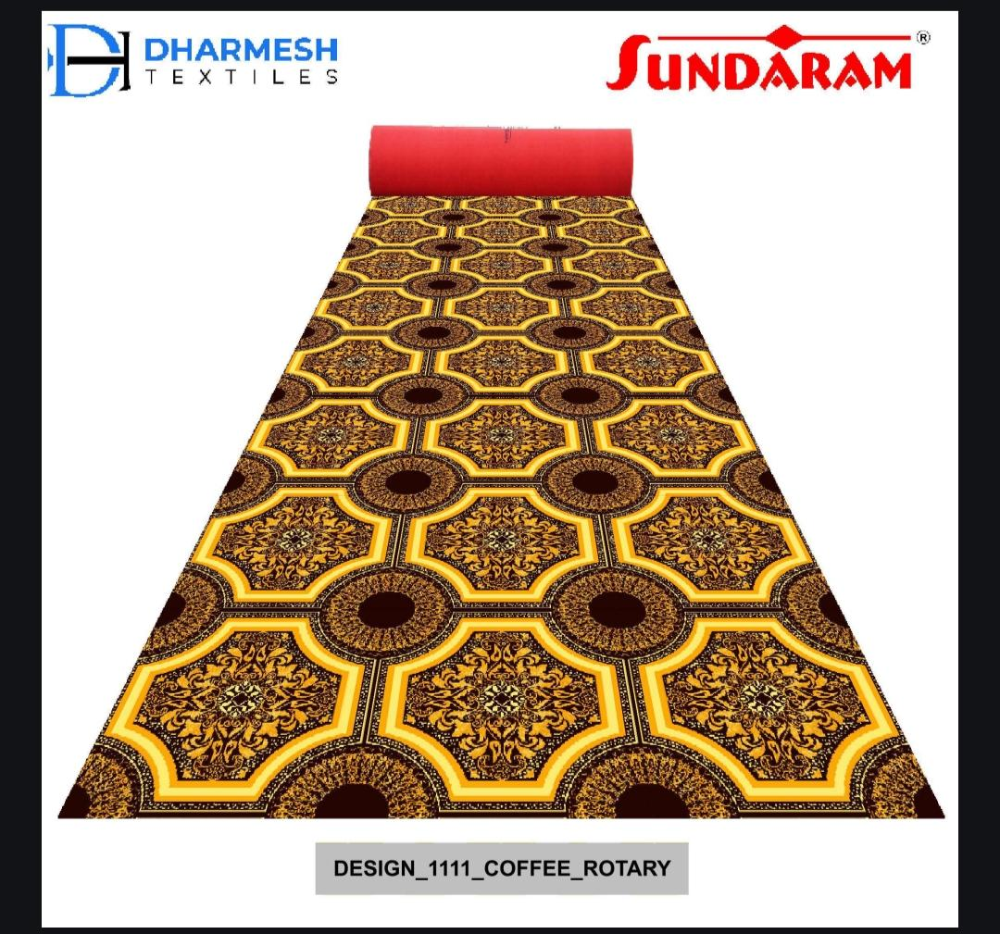 DHARMESH
TEXTILES
SUNDARAM®
DESIGN_1111_COFFEE_ROTARY